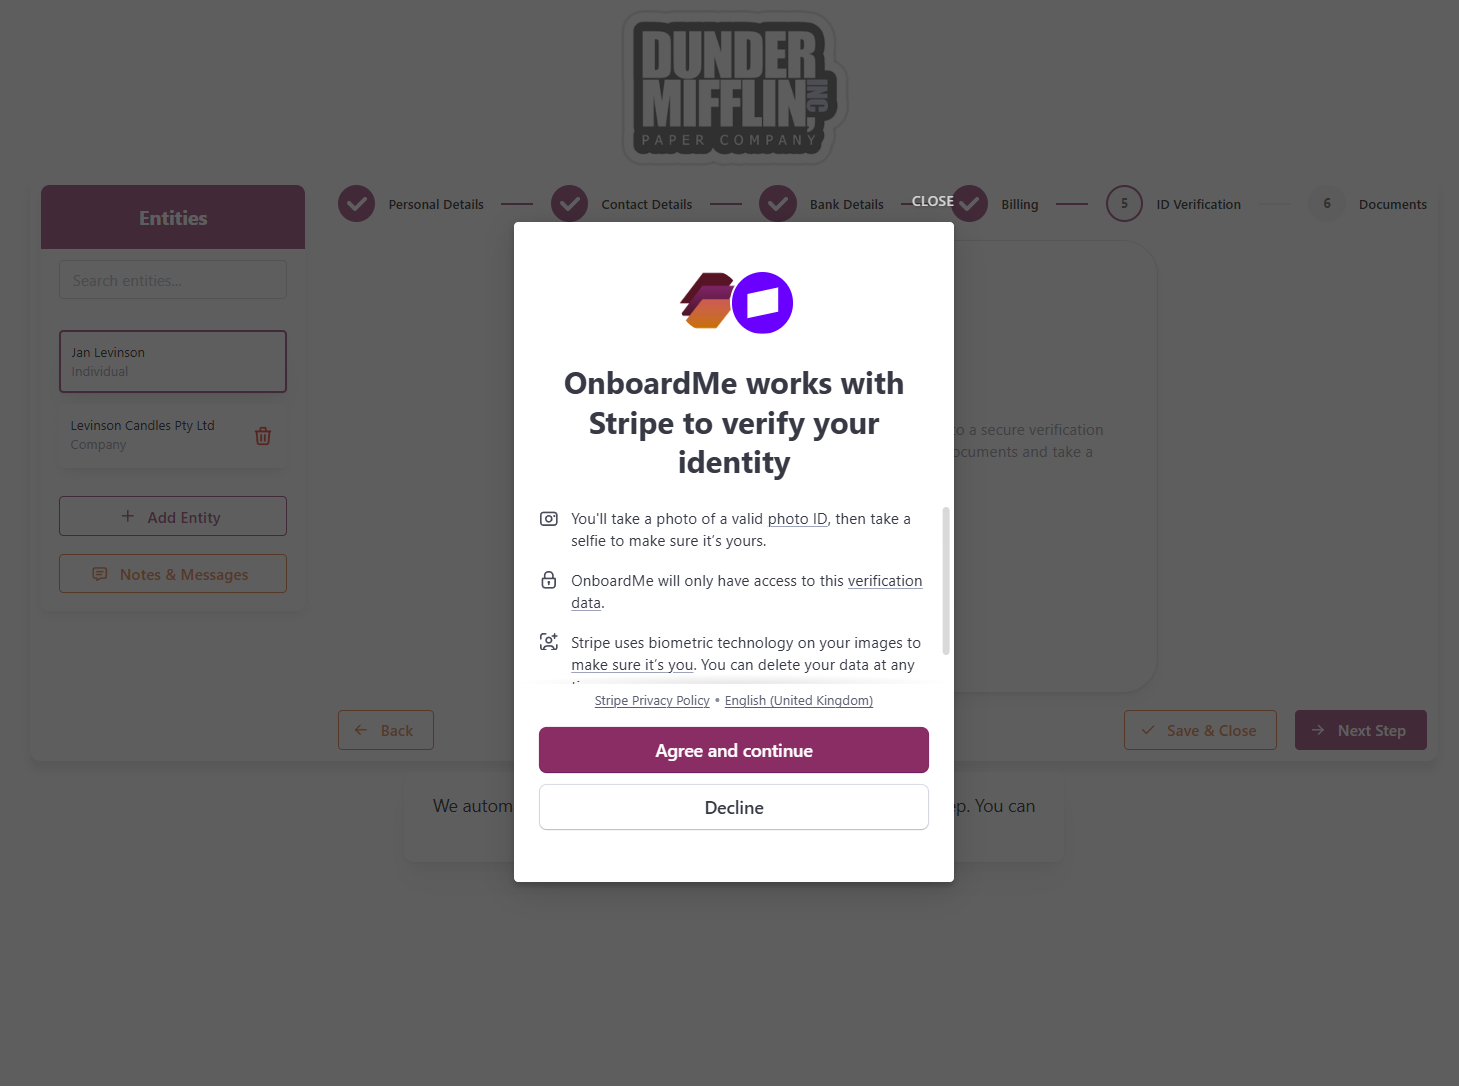 DUNDER
MIFFLIN, INC
PAPER COMPANY
Entities
Search entities...
Jan Levinson
Individual
Levinson Candles Pty Ltd
Company
Add Entity
Notes & Messages
Personal Details
Contact Details
Bank Details
Billing
5 ID Verification
6 Documents
CLOSE
OnboardMe works with
Stripe to verify your
identity
You'll take a photo of a valid photo ID, then take a
selfie to make sure it's yours.
OnboardMe will only have access to this verification
data.
Stripe uses biometric technology on your images to
make sure it's you. You can delete your data at any
Stripe Privacy Policy • English (United Kingdom)
Agree and continue
Decline
o a secure verification
ocuments and take a
Back
Save & Close
Next Step
We autom
ep. You can